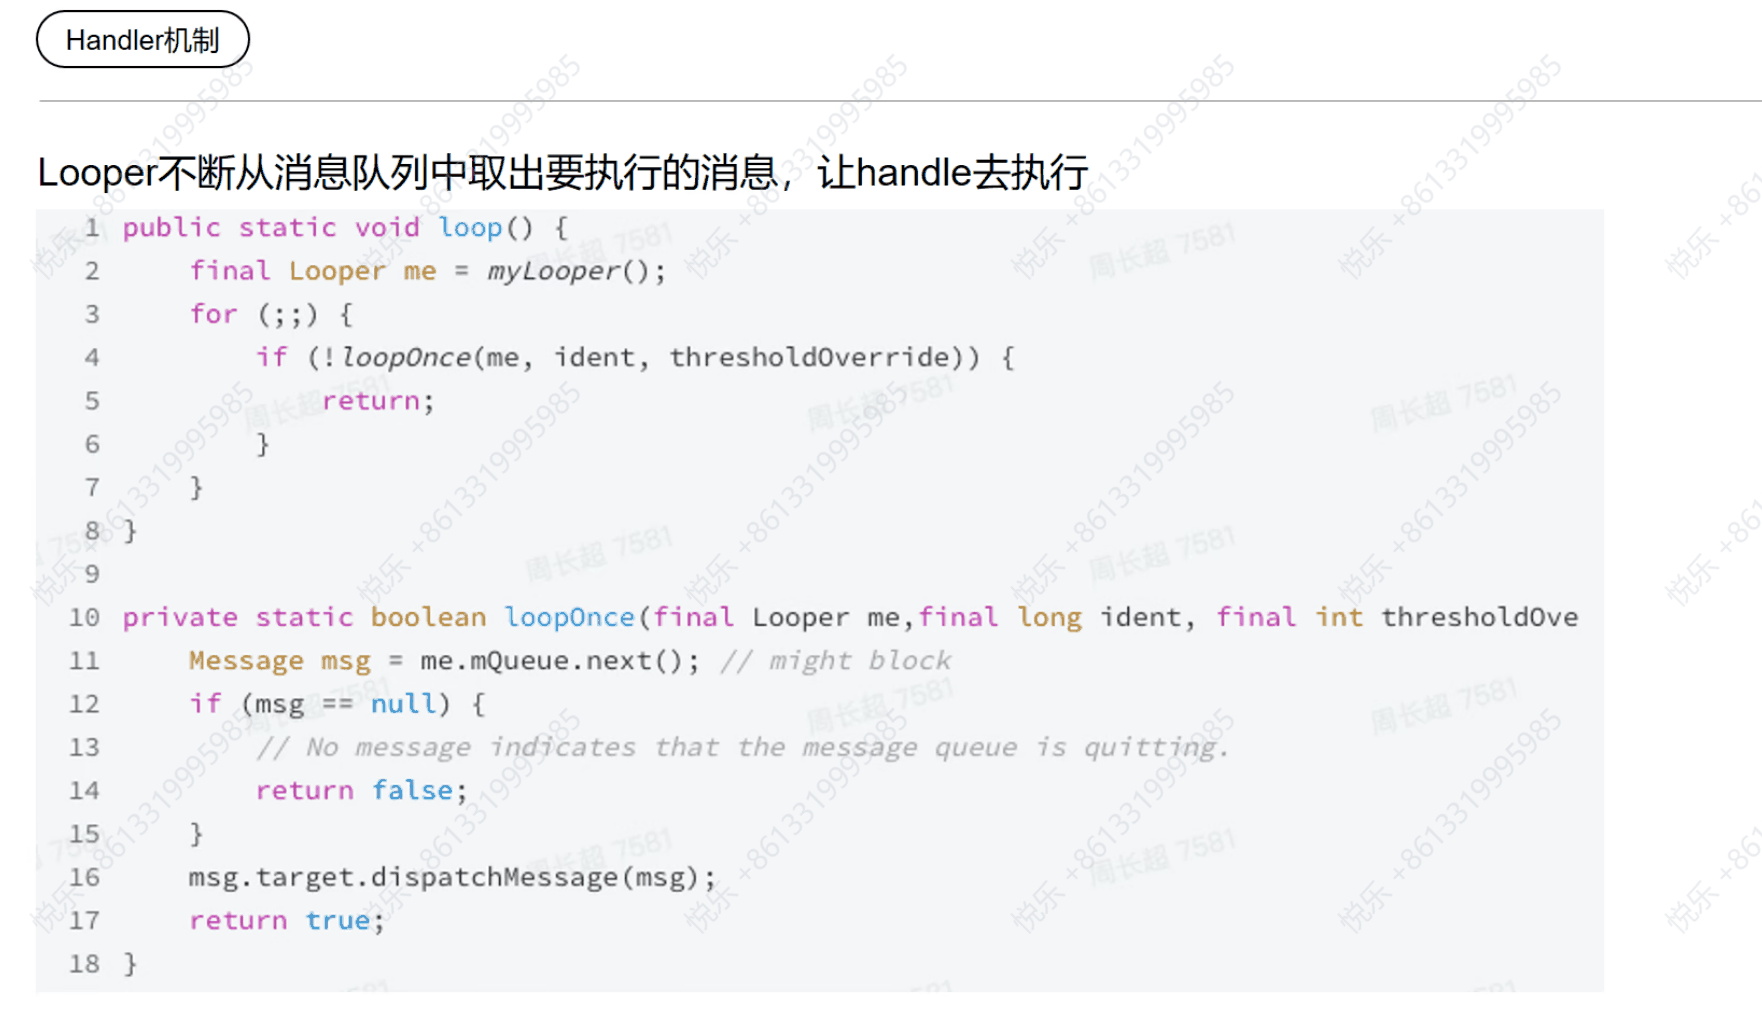 Handler机制
Looper不断从消息队列中取出要执行的消息，让handle去执行
1 public static void loop() {
2 final Looper me = myLooper();
3 for (;;) {
4 if (!loopOnce(me, ident, thresholdOverride)) {
5 return;
6 }
7 }
8 }
9
10 private static boolean loopOnce(final Looper me,final long ident, final int thresholdOve
11 Message msg = me.mQueue.next(); // might block
12 if (msg == null) {
13 // No message indicates that the message queue is quitting.
14 return false;
15 }
16 msg.target.dispatchMessage(msg);
17 return true;
18 }
悦乐 +8613319995985
周长超 7581